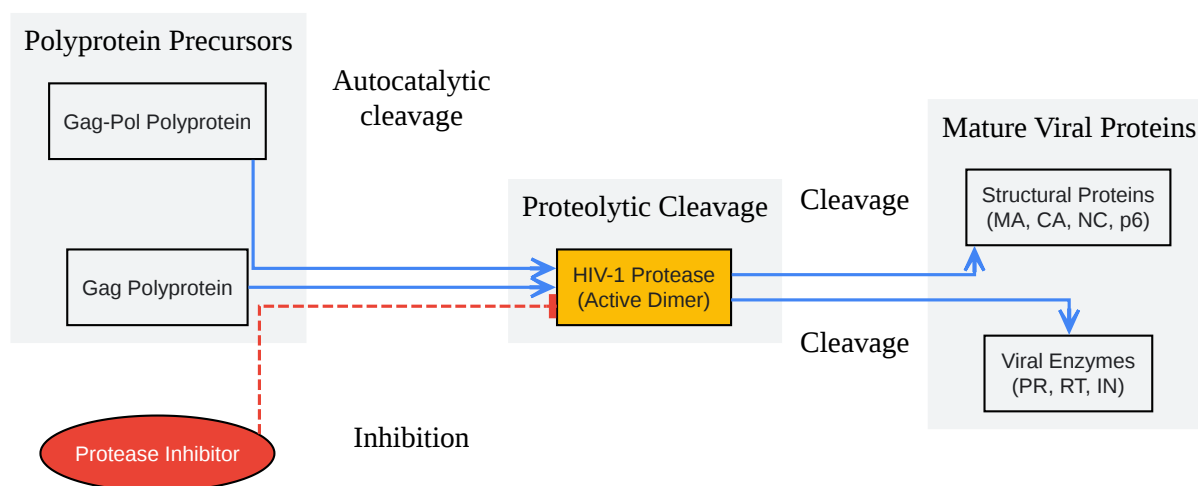 Polyprotein Precursors
Gag-Pol Polyprotein
Gag Polyprotein
Autocatalytic
cleavage
Proteolytic Cleavage
HIV-1 Protease
(Active Dimer)
Cleavage
Cleavage
Mature Viral Proteins
Structural Proteins
(MA, CA, NC, p6)
Viral Enzymes
(PR, RT, IN)
Protease Inhibitor
Inhibition